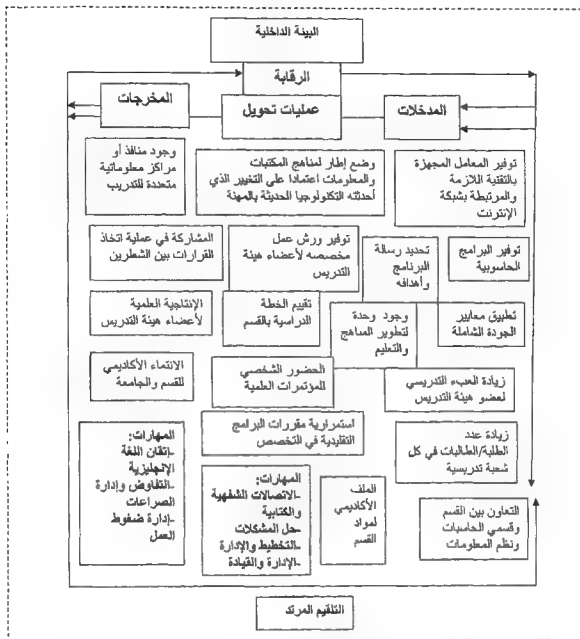 البيئة الداخلية
الرقابة
المدخلات
عمليات تحويل
المخرجات
توفير المعامل المجهزة
بالتقنية اللازمة
والمرتبطة بشبكة
الإنترنت
وضع إطار لمناهج المكتبات
والمعلومات اعتمادا على التغيير الذي
أحدثته التكنولوجيا الحديثة بالمهنة
وجود منافذ أو
مراكز معلوماتية
متعددة للتدريب
توفير البرامج
الحاسوبية
تحديد رسالة
البرنامج
وأهدافه
توفير ورش عمل
مخصصه لأعضاء هيئة
التدريس
المشاركة في عملية اتخاذ
القرارات بين الشطرين
تطبيق معايير
الجودة الشاملة
وجود وحدة
لتطوير المناهج
والتعليم
تقييم الخطة
الدراسية بالقسم
الإنتاجية العلمية
لأعضاء هيئة التدريس
زيادة العبء التدريسي
لعضو هيئة التدريس
الحضور الشخصي
للمؤتمرات العلمية
الانتماء الأكاديمي
للقسم والجامعة
زيادة عدد
الطلبة/الطالبات في كل
شعبة تدريسية
استمرارية مقررات البرامج
التقليدية في التخصص
المهارات:
-إتقان اللغة
الإنجليزية
-التفاوض وإدارة
الصراعات
-إدارة ضغوط
العمل
التعاون بين القسم
وقسمي الحاسبات
ونظم المعلومات
الملف
الأكاديمي
لمواد
القسم
المهارات:
-الاتصالات الشفهية
والكتابية
-حل المشكلات
-التخطيط والإدارة
-الإدارة والقيادة
التلقيم المرتد